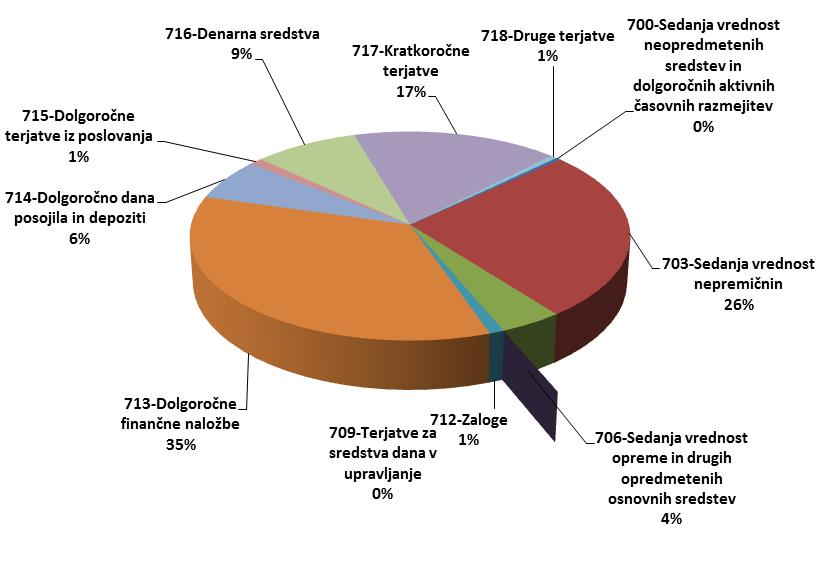 716-Denarna sredstva
9%
717-Kratkoročne
terjatve
17%
718-Druge terjatve
1%
700-Sedanja vrednost
neopredmetenih
sredstev in
dolgoročnih aktivnih
časovnih razmejitev
0%
715-Dolgoročne
terjatve iz poslovanja
1%
714-Dolgoročno dana
posojila in depoziti
6%
703-Sedanja vrednost
nepremičnin
26%
713-Dolgoročne
finančne naložbe
35%
709-Terjatve za
sredstva dana v
upravljanje
0%
712-Zaloge
1%
706-Sedanja vrednost
opreme in drugih
opredmetenih
osnovnih sredstev
4%